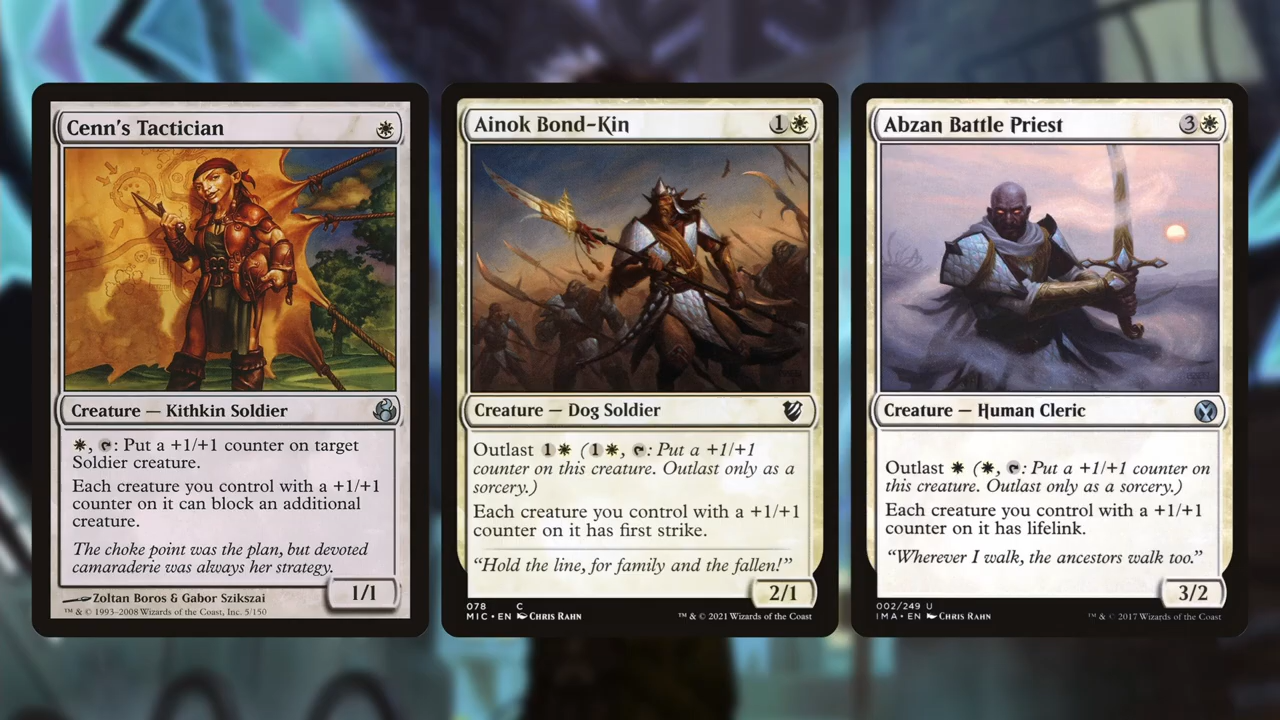 Cenn's Tactician
Creature — Kithkin Soldier
, : Put a +1/+1 counter on target
Soldier creature.
Each creature you control with a +1/+1
counter on it can block an additional
creature.
The choke point was the plan, but devoted
camaraderie was always her strategy.
1/1
Zoltan Boros & Gabor Szikszai
™ & © 1993–2008 Wizards of the Coast, Inc. 5/150
Ainok Bond-Kin
1
Creature — Dog Soldier
Outlast 1 (1, : Put a +1/+1
counter on this creature. Outlast only as a
sorcery.)
Each creature you control with a +1/+1
counter on it has first strike.
“Hold the line, for family and the fallen!”
2/1
078 C
MIC • EN Chris Rahn
™ & © 2021 Wizards of the Coast
Abzan Battle Priest
3
Creature — Human Cleric
Outlast (, : Put a +1/+1 counter on
this creature. Outlast only as a sorcery.)
Each creature you control with a +1/+1
counter on it has lifelink.
“Wherever I walk, the ancestors walk too.”
3/2
002/249 U
IMA • EN Chris Rahn
™ & © 2017 Wizards of the Coast